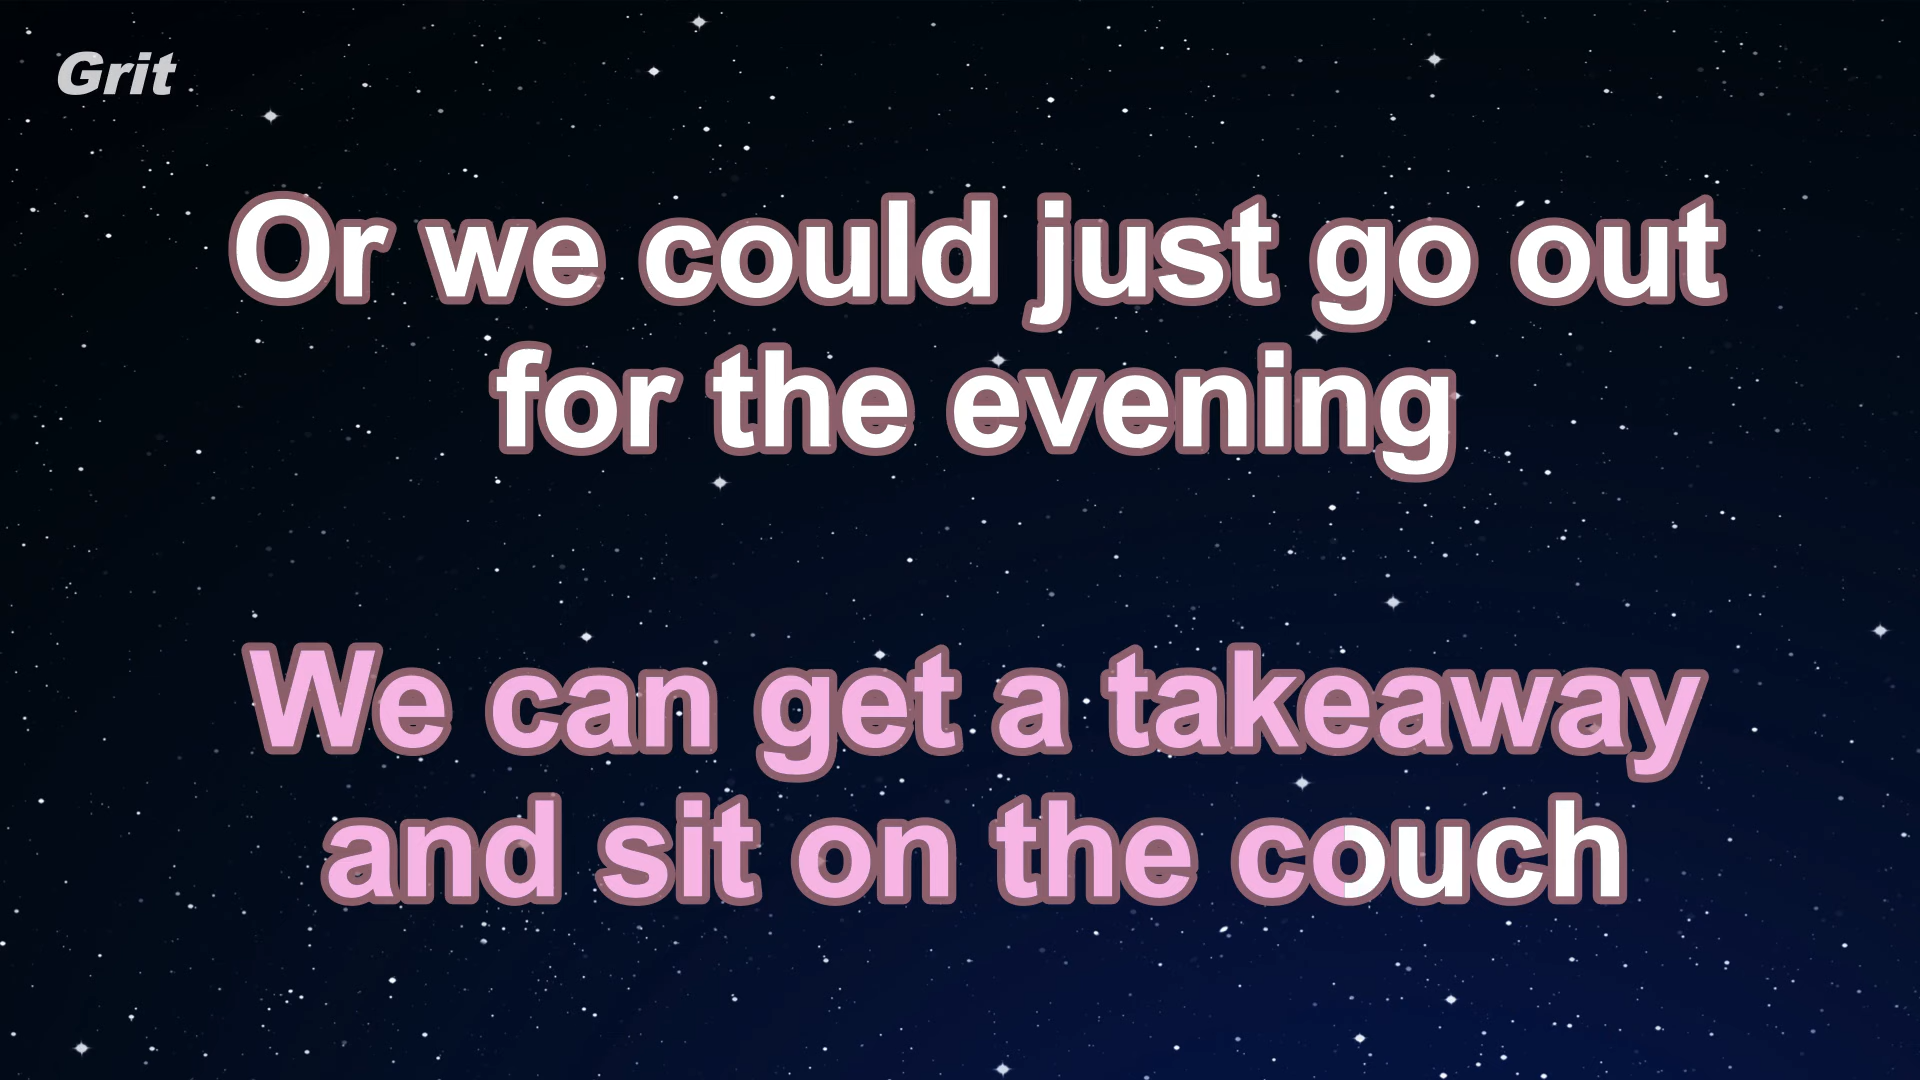 Grit
Or we could just go out
for the evening
We can get a takeaway
and sit on the couch